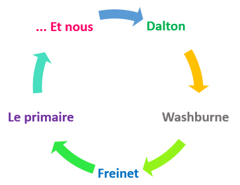 ... Et nous
Dalton
Washburne
Freinet
Le primaire